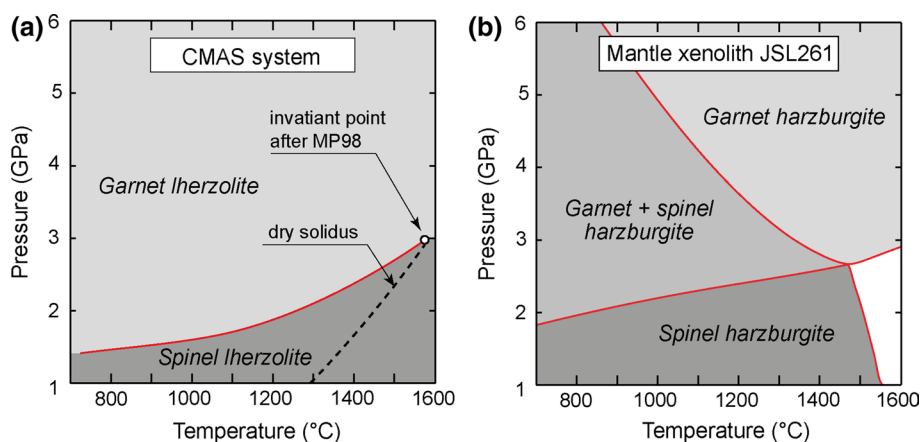 (a)
CMAS system
6
5
4
3
2
1
Pressure (GPa)
invatiant point
after MP98
Garnet lherzolite
dry solidus
Spinel lherzolite
800
1000
1200
1400
1600
Temperature (°C)
(b)
Mantle xenolith JSL261
6
5
4
3
2
1
Pressure (GPa)
Garnet harzburgite
Garnet + spinel
harzburgite
Spinel harzburgite
800
1000
1200
1400
1600
Temperature (°C)